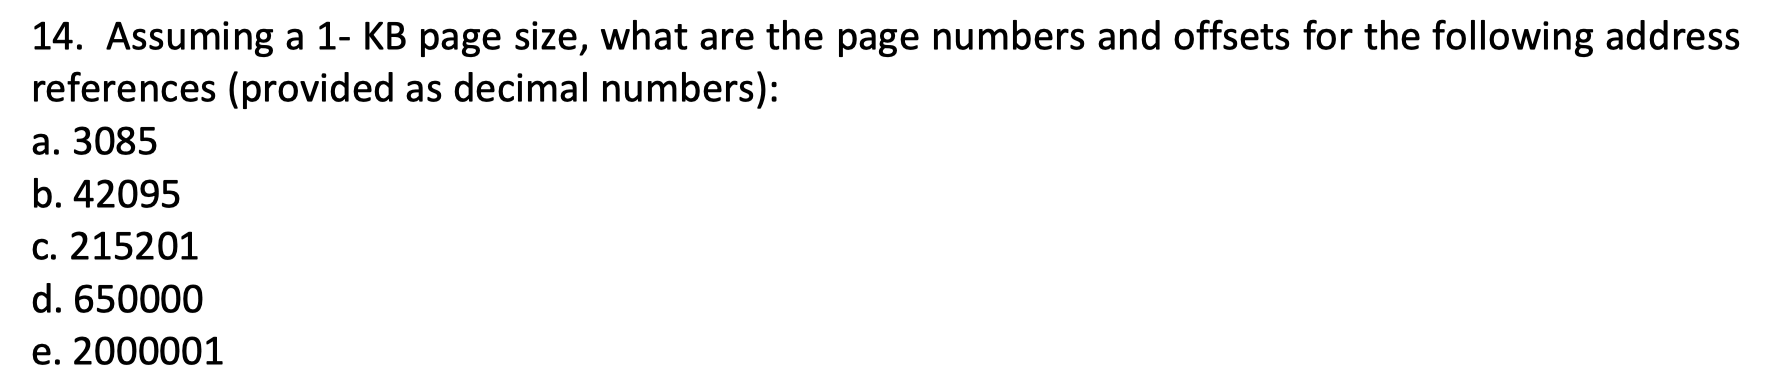 14. Assuming a 1- KB page size, what are the page numbers and offsets for the following address
references (provided as decimal numbers):
a. 3085
b. 42095
c. 215201
d. 650000
e. 2000001